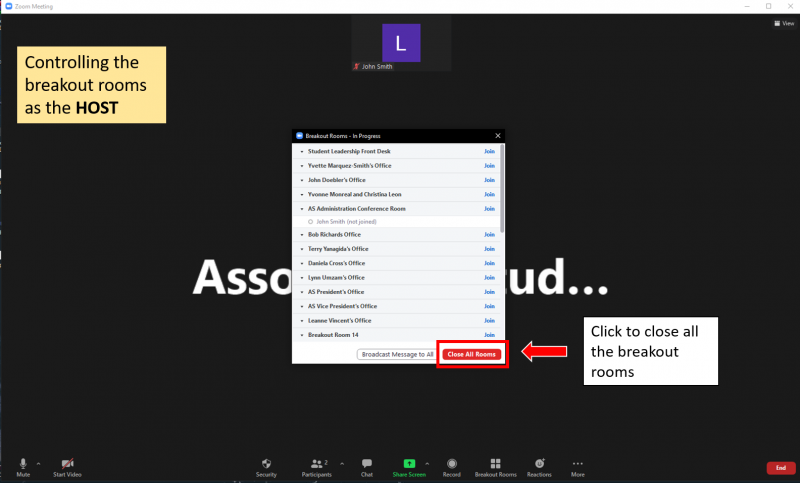 Zoom Meeting
View
L
John Smith
Controlling the
breakout rooms
as the HOST
Breakout Rooms - In Progress
Student Leadership Front Desk Join
Yvette Marquez-Smith's Office Join
John Doebler's Office Join
Yvonne Monreal and Christina Leon Join
AS Administration Conference Room Join
John Smith (not joined)
Bob Richards Office Join
Terry Yanagida's Office Join
Daniela Cross's Office Join
Lynn Umzam's Office Join
AS President's Office Join
AS Vice President's Office Join
Leanne Vincent's Office Join
Breakout Room 14 Join
Asso tud...
Broadcast Message to All Close All Rooms
Click to close all
the breakout
rooms
Mute Start Video Security Participants 2 Chat Share Screen Record Breakout Rooms Reactions More End